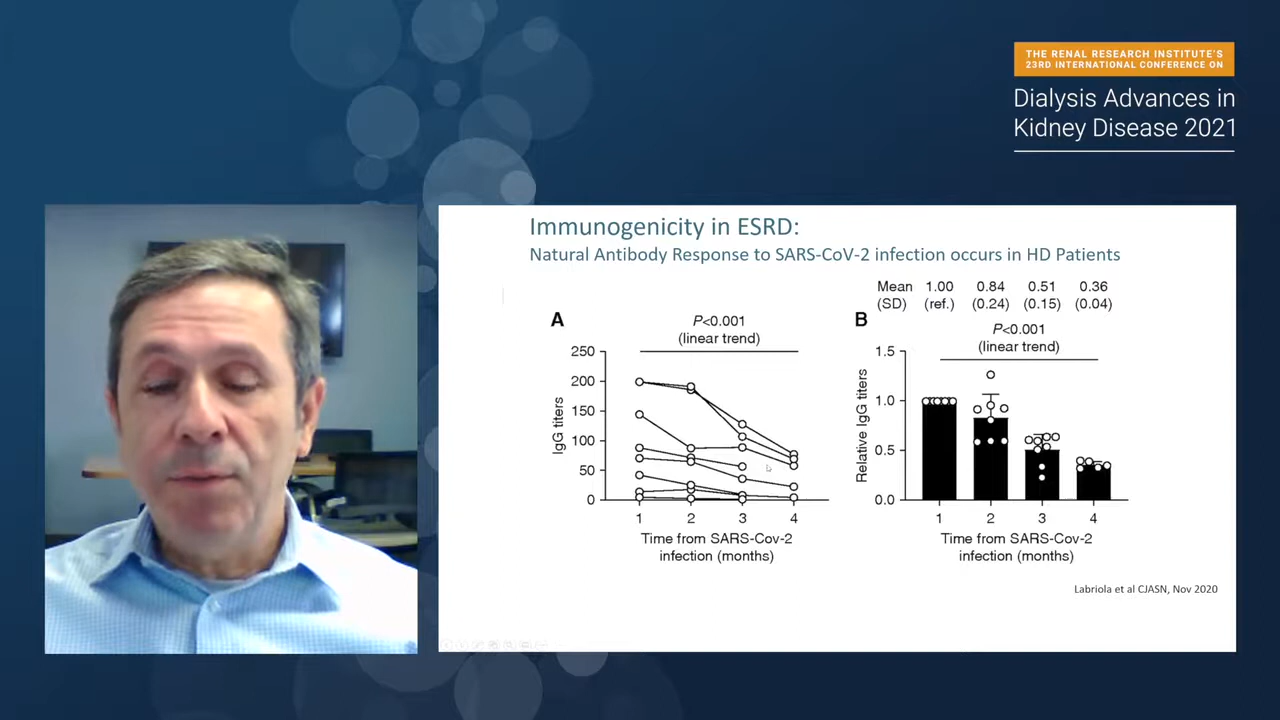 THE RENAL RESEARCH INSTITUTE'S
23RD INTERNATIONAL CONFERENCE ON
Dialysis Advances in
Kidney Disease 2021
Immunogenicity in ESRD:
Natural Antibody Response to SARS-CoV-2 infection occurs in HD Patients
A
P<0.001
(linear trend)
250
200
150
100
50
0
IgG titers
1 2 3 4
Time from SARS-Cov-2
infection (months)
Mean 1.00 0.84 0.51 0.36
(SD) (ref.) (0.24) (0.15) (0.04)
B
P<0.001
(linear trend)
1.5
1.0
0.5
0.0
Relative IgG titers
1 2 3 4
Time from SARS-Cov-2
infection (months)
Labriola et al CJASN, Nov 2020